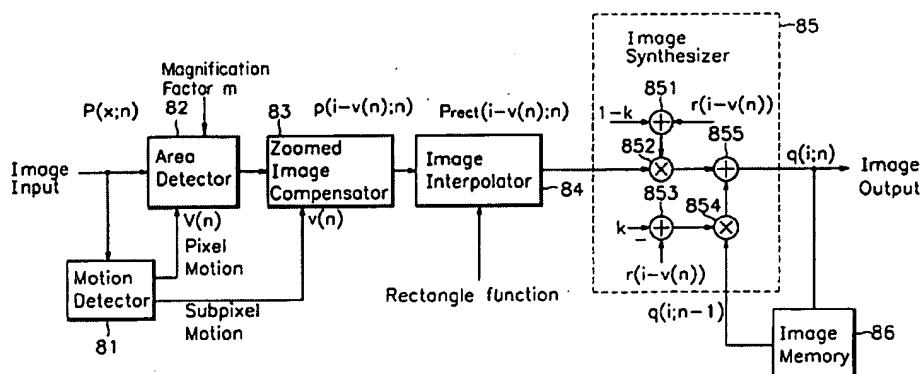 85
Image
Synthesizer
Magnification
Factor m
851
P(x;n)
82
83
p(i-v(n);n)
Prect(i-v(n);n)
1-k
+
r(i-v(n))
852
855
Image
Input
Area
Detector
Zoomed
Image
Compensator
Image
Interpolator
×
+
q(i;n)
Image
Output
84
853
854
V(n)
v(n)
k
-
+
×
Pixel
Motion
Motion
Detector
r(i-v(n))
Rectangle function
Subpixel
Motion
81
q(i;n-1)
Image
Memory
86